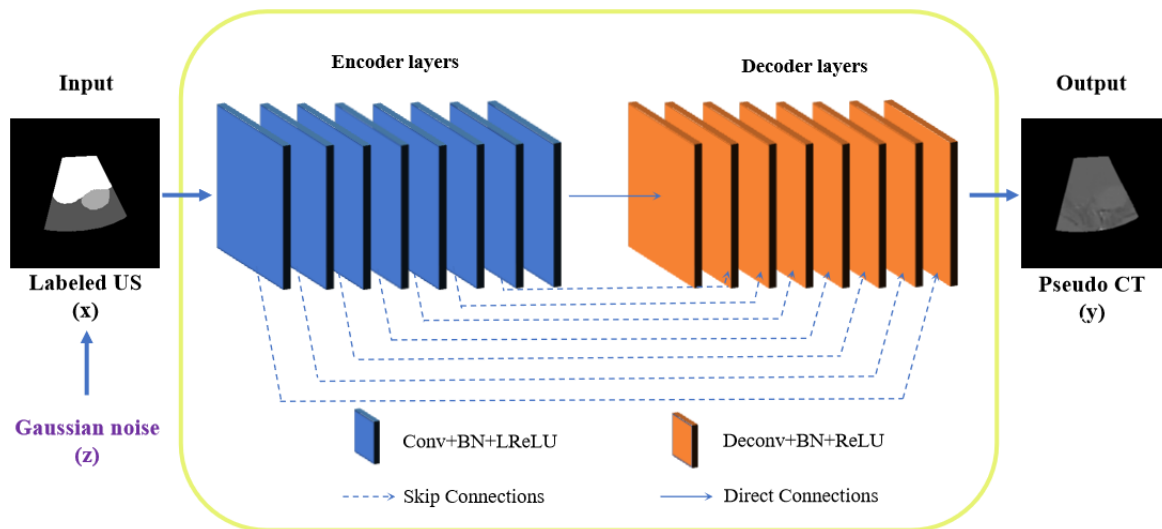 Encoder layers
Decoder layers
Input
Output
Labeled US
(x)
Pseudo CT
(y)
Gaussian noise
(z)
Conv+BN+LReLU
Deconv+BN+ReLU
Skip Connections
Direct Connections